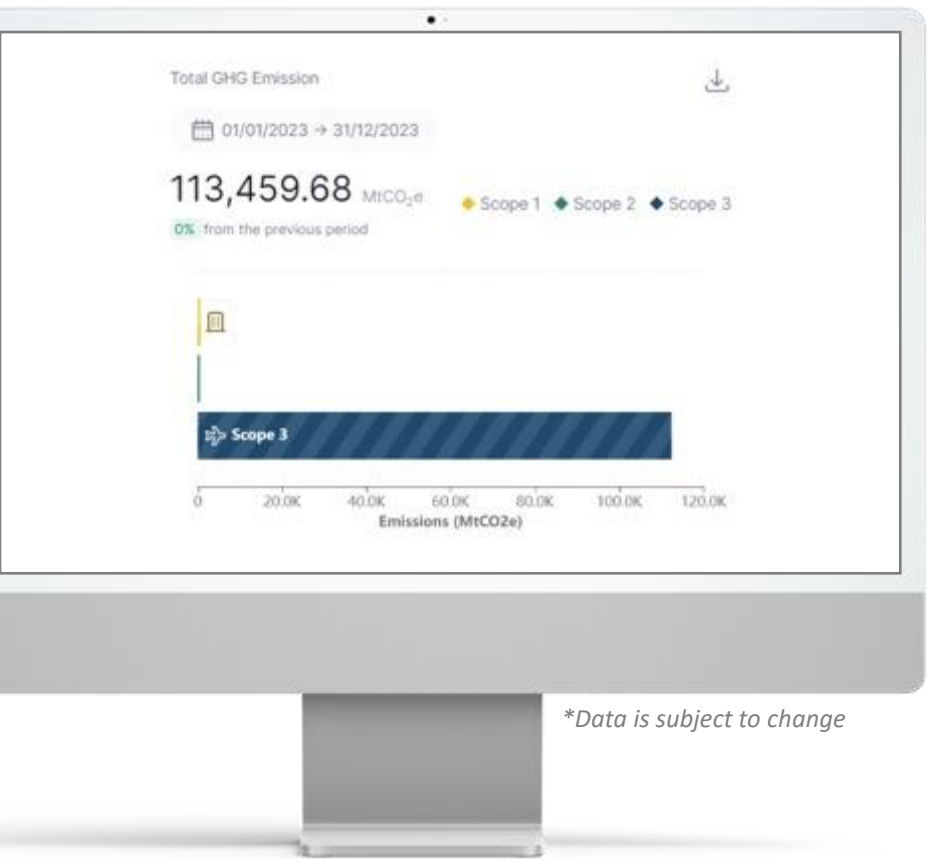 Total GHG Emission
01/01/2023 → 31/12/2023
113,459.68 MtCO₂e
Scope 1 Scope 2 Scope 3
0% from the previous period
Scope 3
0 20.0K 40.0K 60.0K 80.0K 100.0K 120.0K
Emissions (MtCO2e)
*Data is subject to change